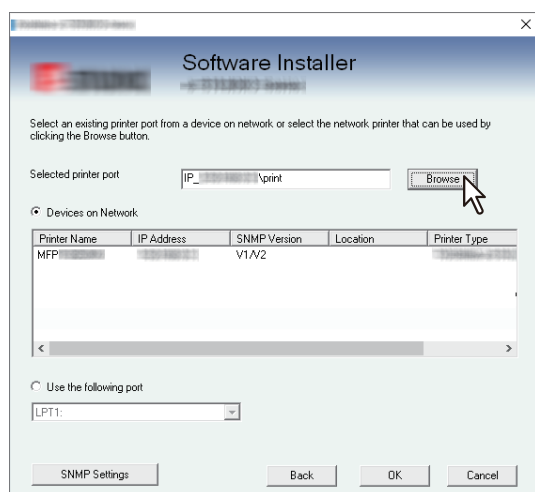 Software Installer
Select an existing printer port from a device on network or select the network printer that can be used by
clicking the Browse button.
Selected printer port IP_ \print Browse
Devices on Network
Printer Name IP Address SNMP Version Location Printer Type
MFP V1/V2
Use the following port
LPT1:
SNMP Settings Back OK Cancel